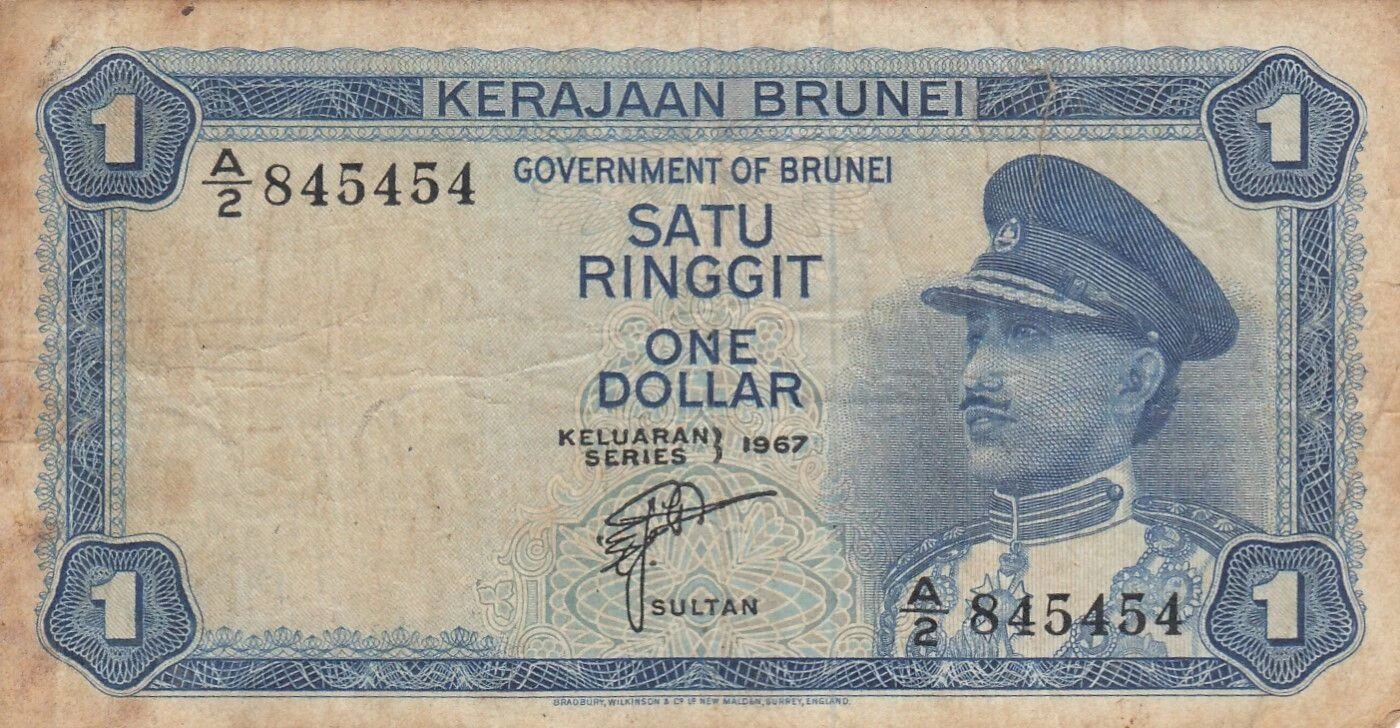 1 KERAJAAN BRUNEI 1
A/2 845454
GOVERNMENT OF BRUNEI
SATU
RINGGIT
ONE
DOLLAR
KELUARAN
SERIES } 1967
SULTAN
1 A/2 845454 1
BRADBURY, WILKINSON & Cº Lᴰ NEW MALDEN, SURREY, ENGLAND.